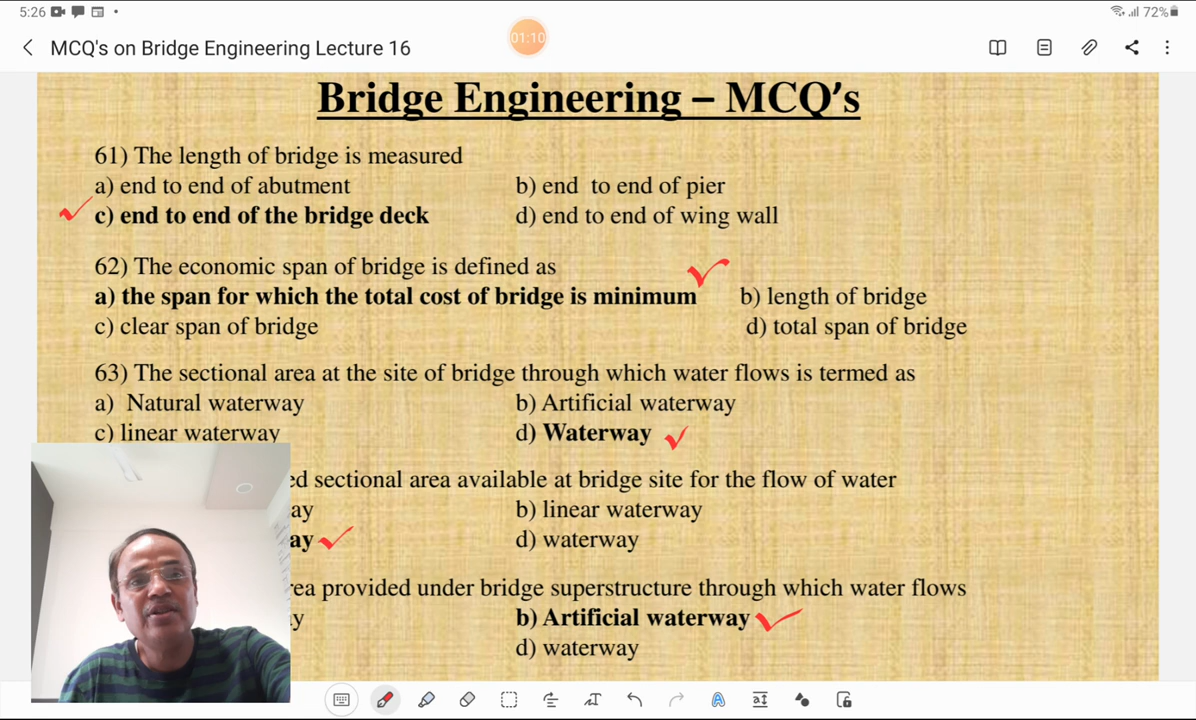 5:26
72%
MCQ's on Bridge Engineering Lecture 16
01:10
Bridge Engineering – MCQ's
61) The length of bridge is measured
a) end to end of abutment b) end to end of pier
c) end to end of the bridge deck d) end to end of wing wall
62) The economic span of bridge is defined as
a) the span for which the total cost of bridge is minimum b) length of bridge
c) clear span of bridge d) total span of bridge
63) The sectional area at the site of bridge through which water flows is termed as
a) Natural waterway b) Artificial waterway
c) linear waterway d) Waterway
ed sectional area available at bridge site for the flow of water
ay b) linear waterway
ay d) waterway
rea provided under bridge superstructure through which water flows
y b) Artificial waterway
d) waterway